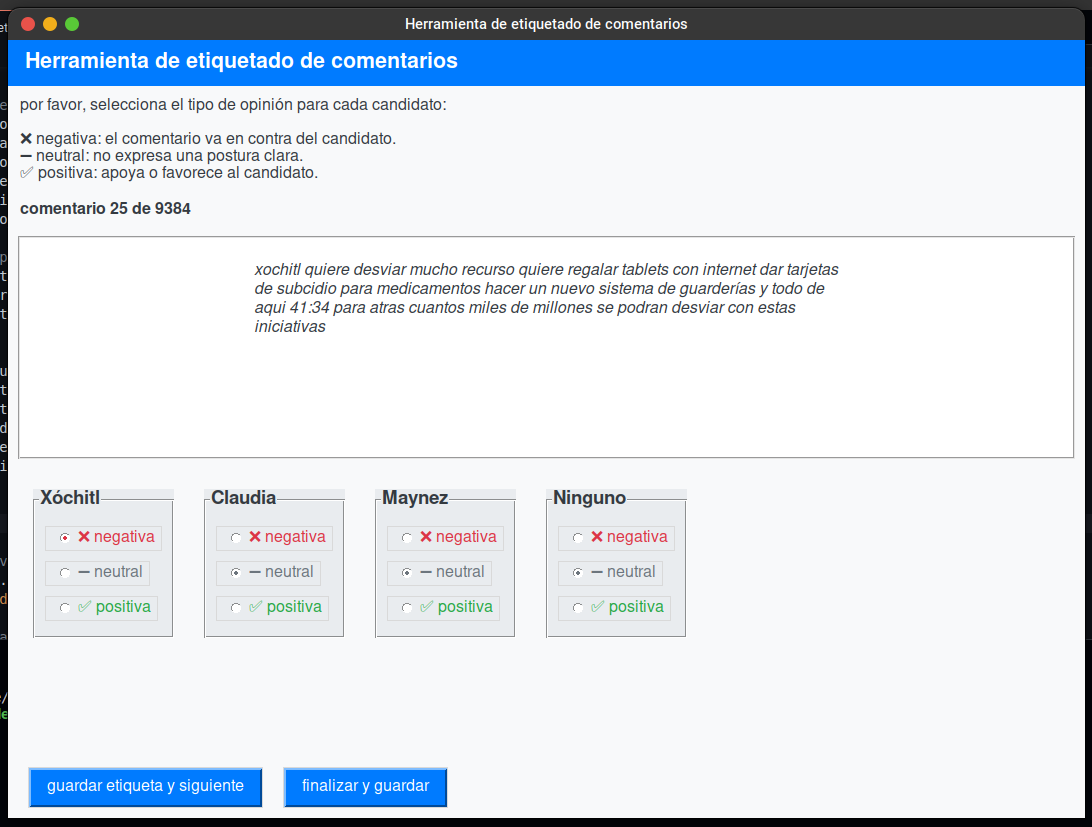 Herramienta de etiquetado de comentarios
Herramienta de etiquetado de comentarios
por favor, selecciona el tipo de opinión para cada candidato:
❌ negativa: el comentario va en contra del candidato.
➖ neutral: no expresa una postura clara.
✅ positiva: apoya o favorece al candidato.
comentario 25 de 9384
xochitl quiere desviar mucho recurso quiere regalar tablets con internet dar tarjetas
de subcidio para medicamentos hacer un nuevo sistema de guarderías y todo de
aqui 41:34 para atras cuantos miles de millones se podran desviar con estas
iniciativas
Xóchitl
❌ negativa
➖ neutral
✅ positiva
Claudia
❌ negativa
➖ neutral
✅ positiva
Maynez
❌ negativa
➖ neutral
✅ positiva
Ninguno
❌ negativa
➖ neutral
✅ positiva
guardar etiqueta y siguiente
finalizar y guardar